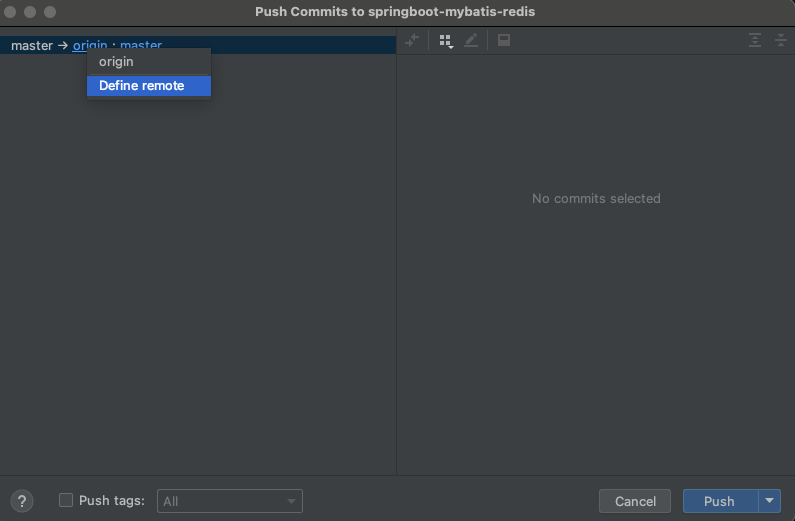 Push Commits to springboot-mybatis-redis
master → origin : master
origin
Define remote
No commits selected
? Push tags: All Cancel Push